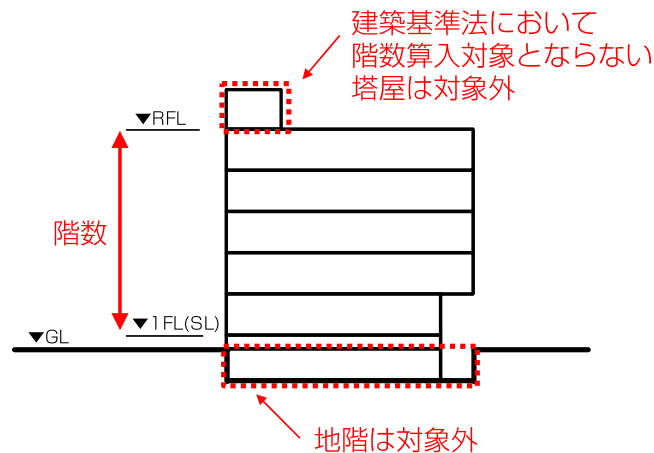 建築基準法において
階数算入対象とならない
塔屋は対象外
▼RFL
階数
▼1FL(SL)
▼GL
地階は対象外